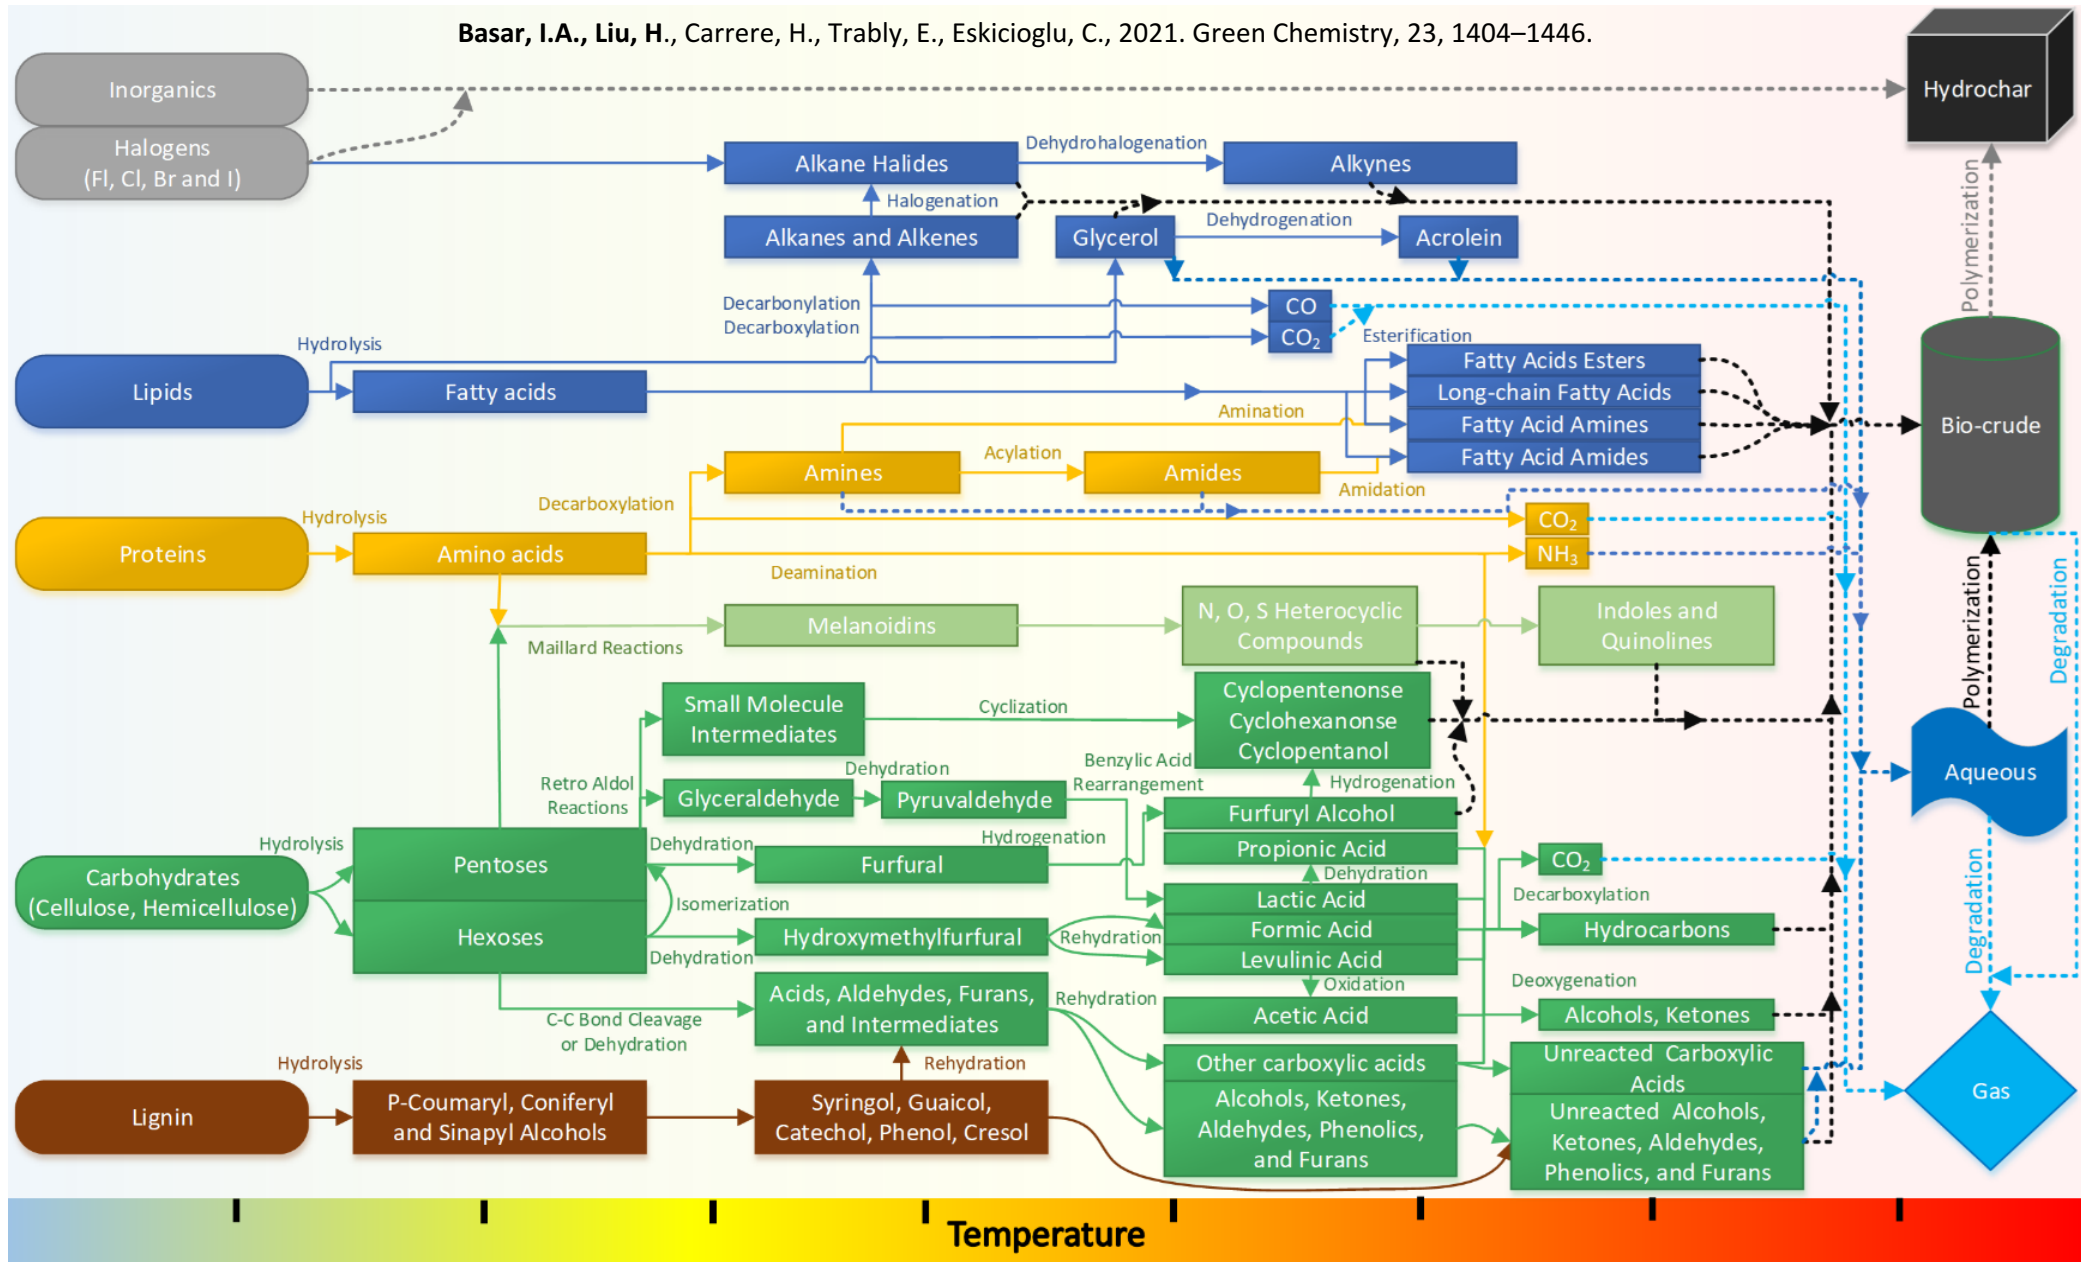 Basar, I.A., Liu, H., Carrere, H., Trably, E., Eskicioglu, C., 2021. Green Chemistry, 23, 1404–1446.
Inorganics
Hydrochar
Halogens
(Fl, Cl, Br and I)
Alkane Halides
Dehydrohalogenation
Alkynes
Halogenation
Alkanes and Alkenes
Glycerol
Dehydrogenation
Acrolein
Polymerization
Decarbonylation
Decarboxylation
CO
CO2
Esterification
Hydrolysis
Lipids
Fatty acids
Fatty Acids Esters
Long-chain Fatty Acids
Fatty Acid Amines
Fatty Acid Amides
Bio-crude
Amination
Amines
Acylation
Amides
Amidation
Decarboxylation
Hydrolysis
Proteins
Amino acids
Deamination
CO2
NH3
Maillard Reactions
Melanoidins
N, O, S Heterocyclic
Compounds
Indoles and
Quinolines
Polymerization
Degradation
Small Molecule
Intermediates
Cyclization
Cyclopentenonse
Cyclohexanonse
Cyclopentanol
Retro Aldol
Reactions
Glyceraldehyde
Dehydration
Pyruvaldehyde
Benzylic Acid
Rearrangement
Hydrogenation
Aqueous
Hydrolysis
Carbohydrates
(Cellulose, Hemicellulose)
Pentoses
Hexoses
Dehydration
Furfural
Hydrogenation
Furfuryl Alcohol
Propionic Acid
Dehydration
Lactic Acid
Formic Acid
Levulinic Acid
Oxidation
Acetic Acid
Isomerization
Hydroxymethylfurfural
Rehydration
Dehydration
CO2
Decarboxylation
Hydrocarbons
Deoxygenation
Alcohols, Ketones
Degradation
C-C Bond Cleavage
or Dehydration
Acids, Aldehydes, Furans,
and Intermediates
Rehydration
Other carboxylic acids
Alcohols, Ketones,
Aldehydes, Phenolics,
and Furans
Unreacted Carboxylic
Acids
Unreacted Alcohols,
Ketones, Aldehydes,
Phenolics, and Furans
Gas
Hydrolysis
Lignin
P-Coumaryl, Coniferyl
and Sinapyl Alcohols
Rehydration
Syringol, Guaicol,
Catechol, Phenol, Cresol
Temperature